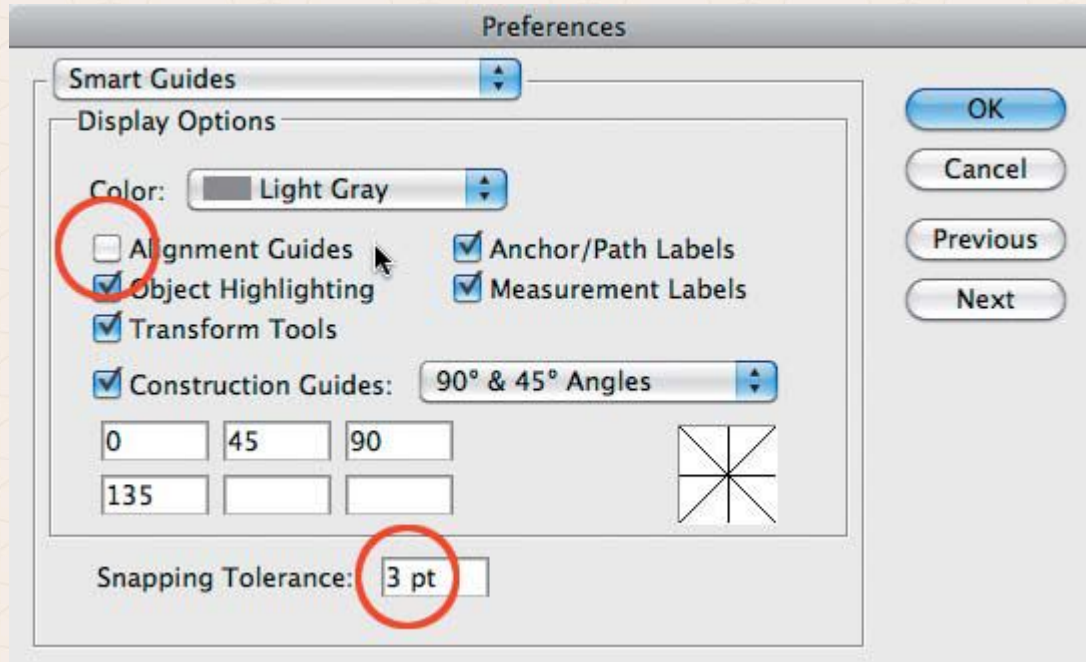 Preferences
Smart Guides
OK
Display Options
Cancel
Color: Light Gray
Alignment Guides Anchor/Path Labels
Previous
Object Highlighting Measurement Labels
Next
Transform Tools
Construction Guides: 90° & 45° Angles
0 45 90
135
Snapping Tolerance: 3 pt